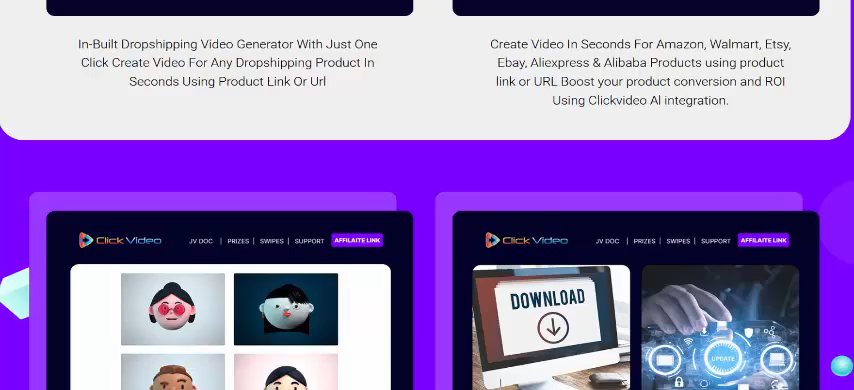 In-Built Dropshipping Video Generator With Just One
Click Create Video For Any Dropshipping Product In
Seconds Using Product Link Or Url
Create Video In Seconds For Amazon, Walmart, Etsy,
Ebay, Aliexpress & Alibaba Products using product
link or URL Boost your product conversion and ROI
Using Clickvideo AI integration.
Click Video
JV DOC | PRIZES | SWIPES | SUPPORT AFFILAITE LINK
Click Video
JV DOC | PRIZES | SWIPES | SUPPORT AFFILAITE LINK
DOWNLOAD
UPDATE